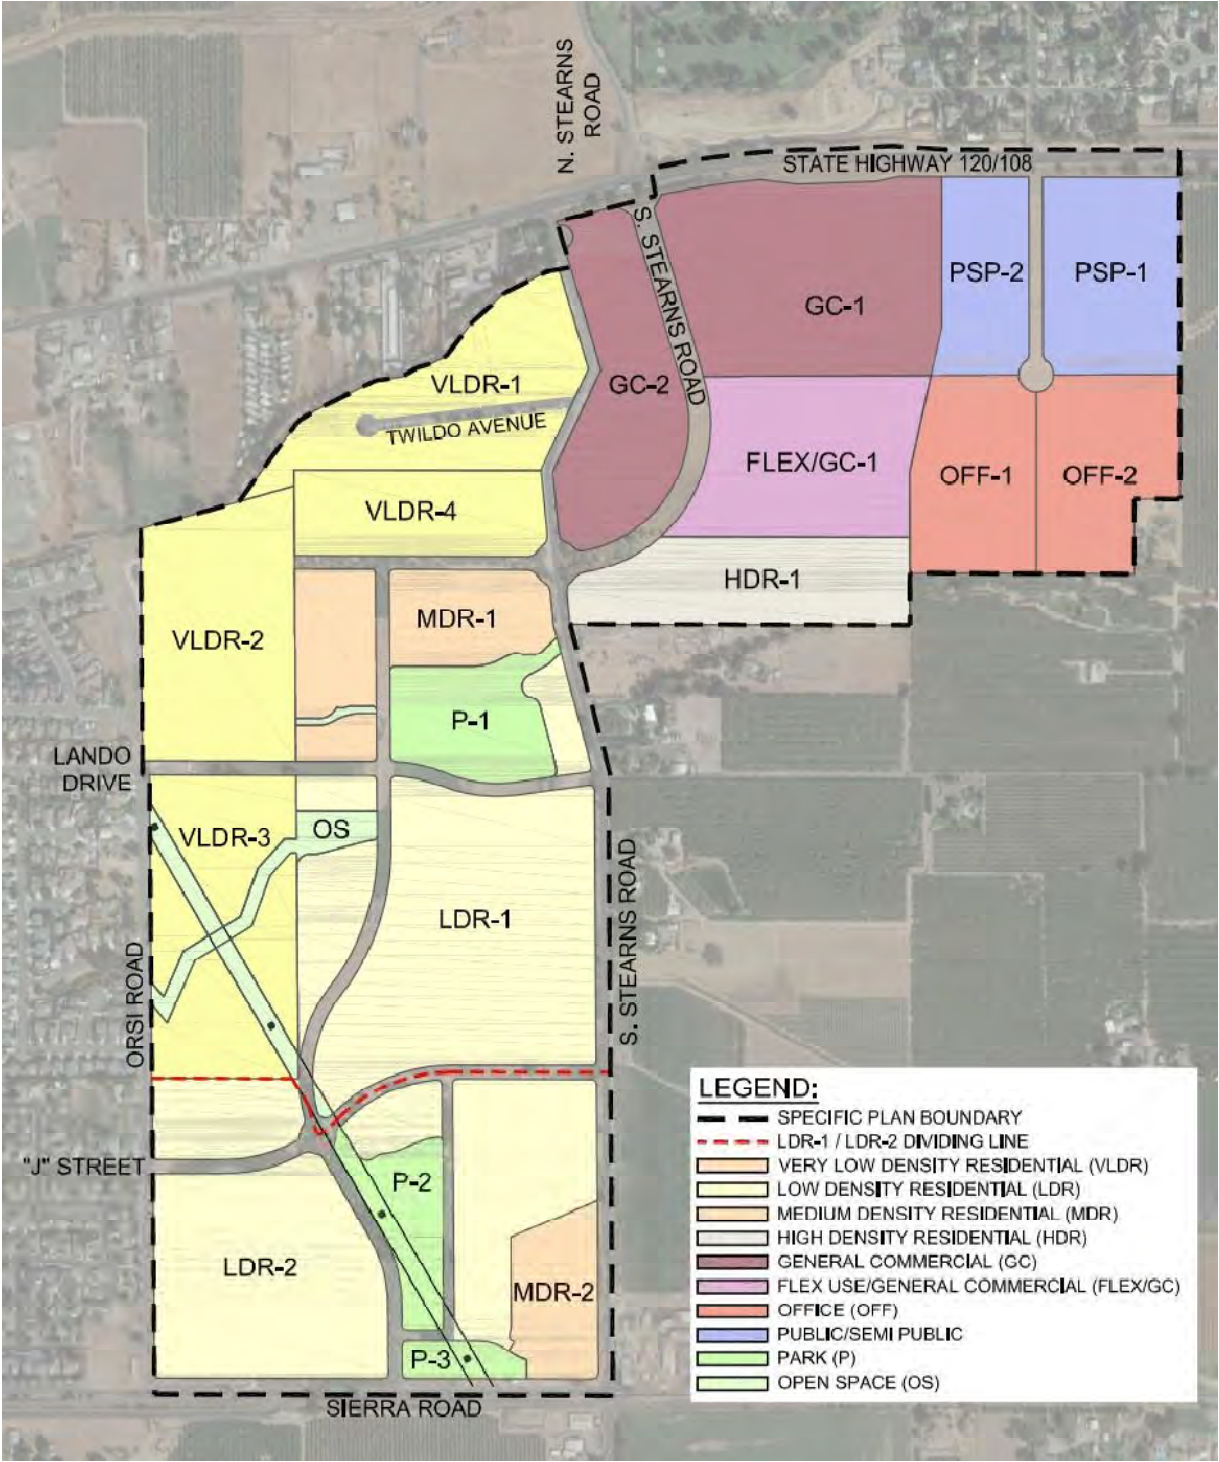 N. STEARNS
ROAD
STATE HIGHWAY 120/108
S. STEARNS ROAD
PSP-2
PSP-1
GC-1
VLDR-1
GC-2
TWILDO AVENUE
FLEX/GC-1
OFF-1
OFF-2
VLDR-4
HDR-1
MDR-1
VLDR-2
P-1
LANDO
DRIVE
VLDR-3
OS
LDR-1
S. STEARNS ROAD
ORSI ROAD
"J" STREET
P-2
LDR-2
MDR-2
P-3
SIERRA ROAD
LEGEND:
SPECIFIC PLAN BOUNDARY
LDR-1 / LDR-2 DIVIDING LINE
VERY LOW DENSITY RESIDENTIAL (VLDR)
LOW DENSITY RESIDENTIAL (LDR)
MEDIUM DENSITY RESIDENTIAL (MDR)
HIGH DENSITY RESIDENTIAL (HDR)
GENERAL COMMERCIAL (GC)
FLEX USE/GENERAL COMMERCIAL (FLEX/GC)
OFFICE (OFF)
PUBLIC/SEMI PUBLIC
PARK (P)
OPEN SPACE (OS)